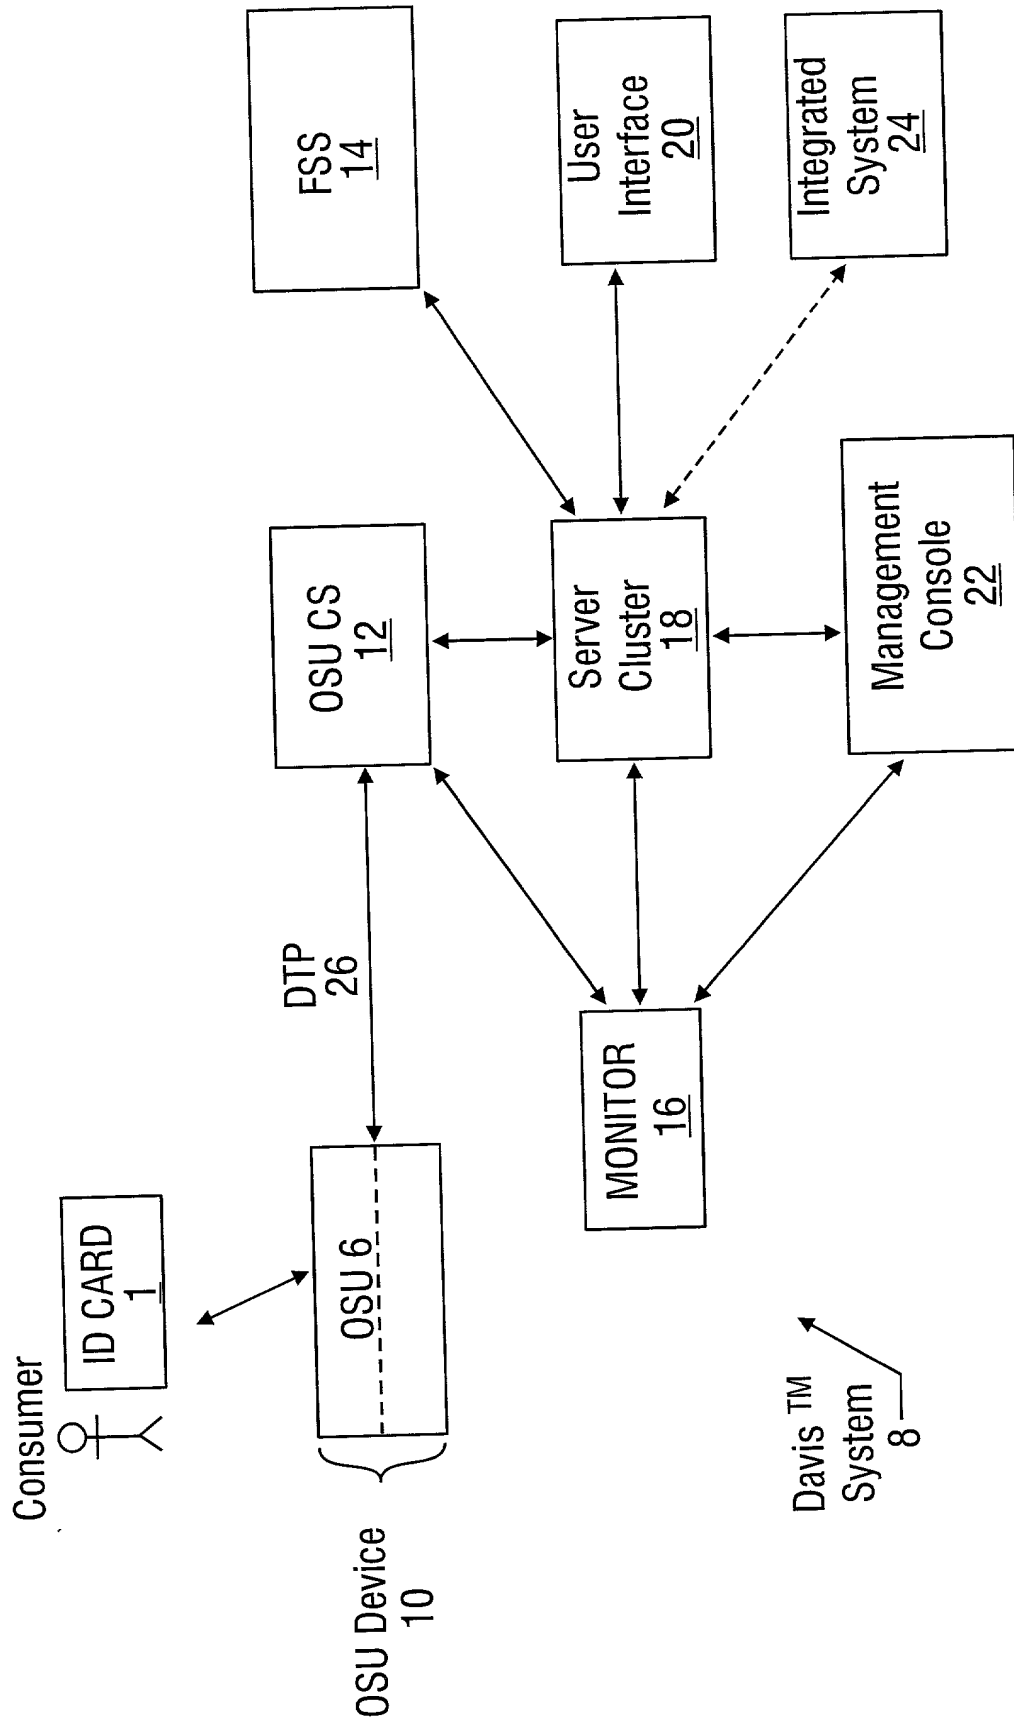 Consumer
ID CARD
1
OSU 6
OSU Device
10
DTP
26
OSU CS
12
FSS
14
MONITOR
16
Server
Cluster
18
User
Interface
20
Integrated
System
24
Management
Console
22
Davis ™
System
8